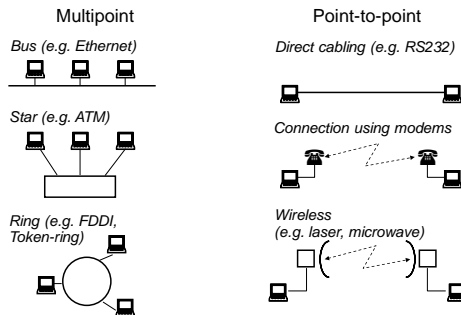 Multipoint
Bus (e.g. Ethernet)
Star (e.g. ATM)
Ring (e.g. FDDI,
Token-ring)
Point-to-point
Direct cabling (e.g. RS232)
Connection using modems
Wireless
(e.g. laser, microwave)